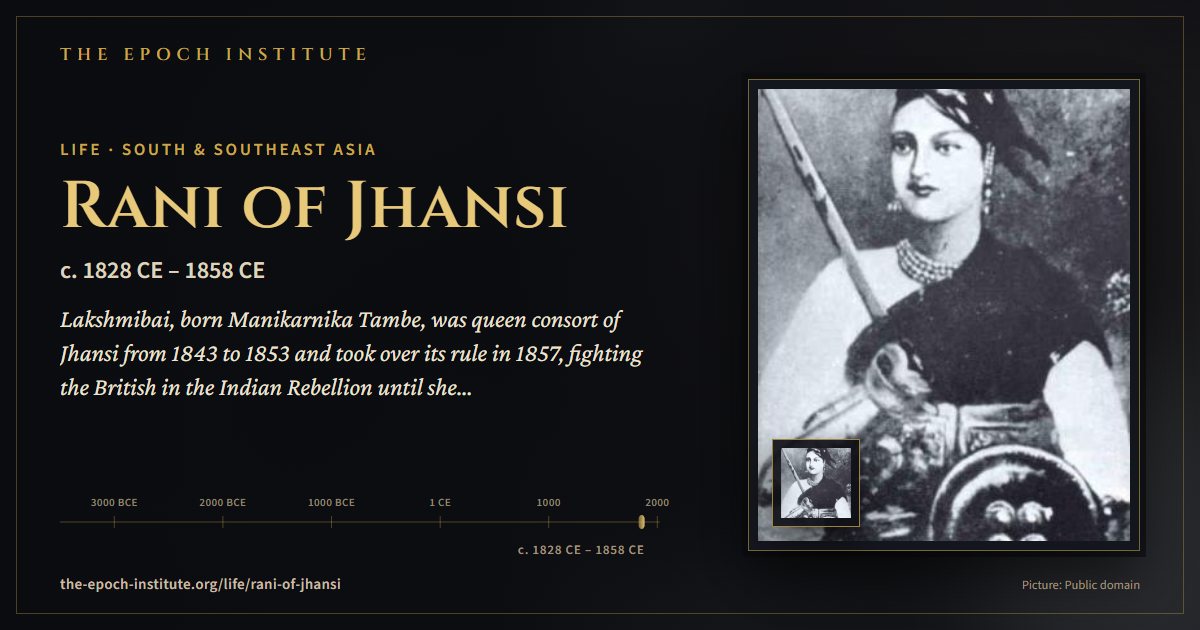 THE EPOCH INSTITUTE
LIFE · SOUTH & SOUTHEAST ASIA
RANI OF JHANSI
c. 1828 CE – 1858 CE
Lakshmibai, born Manikarnika Tambe, was queen consort of
Jhansi from 1843 to 1853 and took over its rule in 1857, fighting
the British in the Indian Rebellion until she...
3000 BCE 2000 BCE 1000 BCE 1 CE 1000 2000
c. 1828 CE – 1858 CE
the-epoch-institute.org/life/rani-of-jhansi
Picture: Public domain